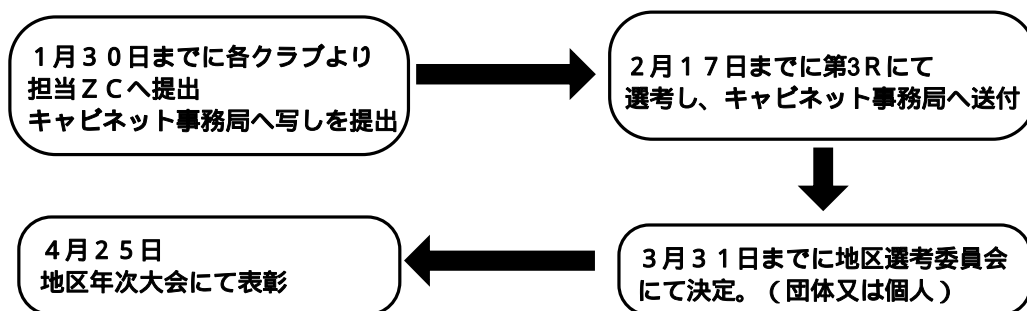 1月30日までに各クラブより
担当ZCへ提出
キャビネット事務局へ写しを提出
2月17日までに第3Rにて
選考し、キャビネット事務局へ送付
3月31日までに地区選考委員会
にて決定。(団体又は個人)
4月25日
地区年次大会にて表彰